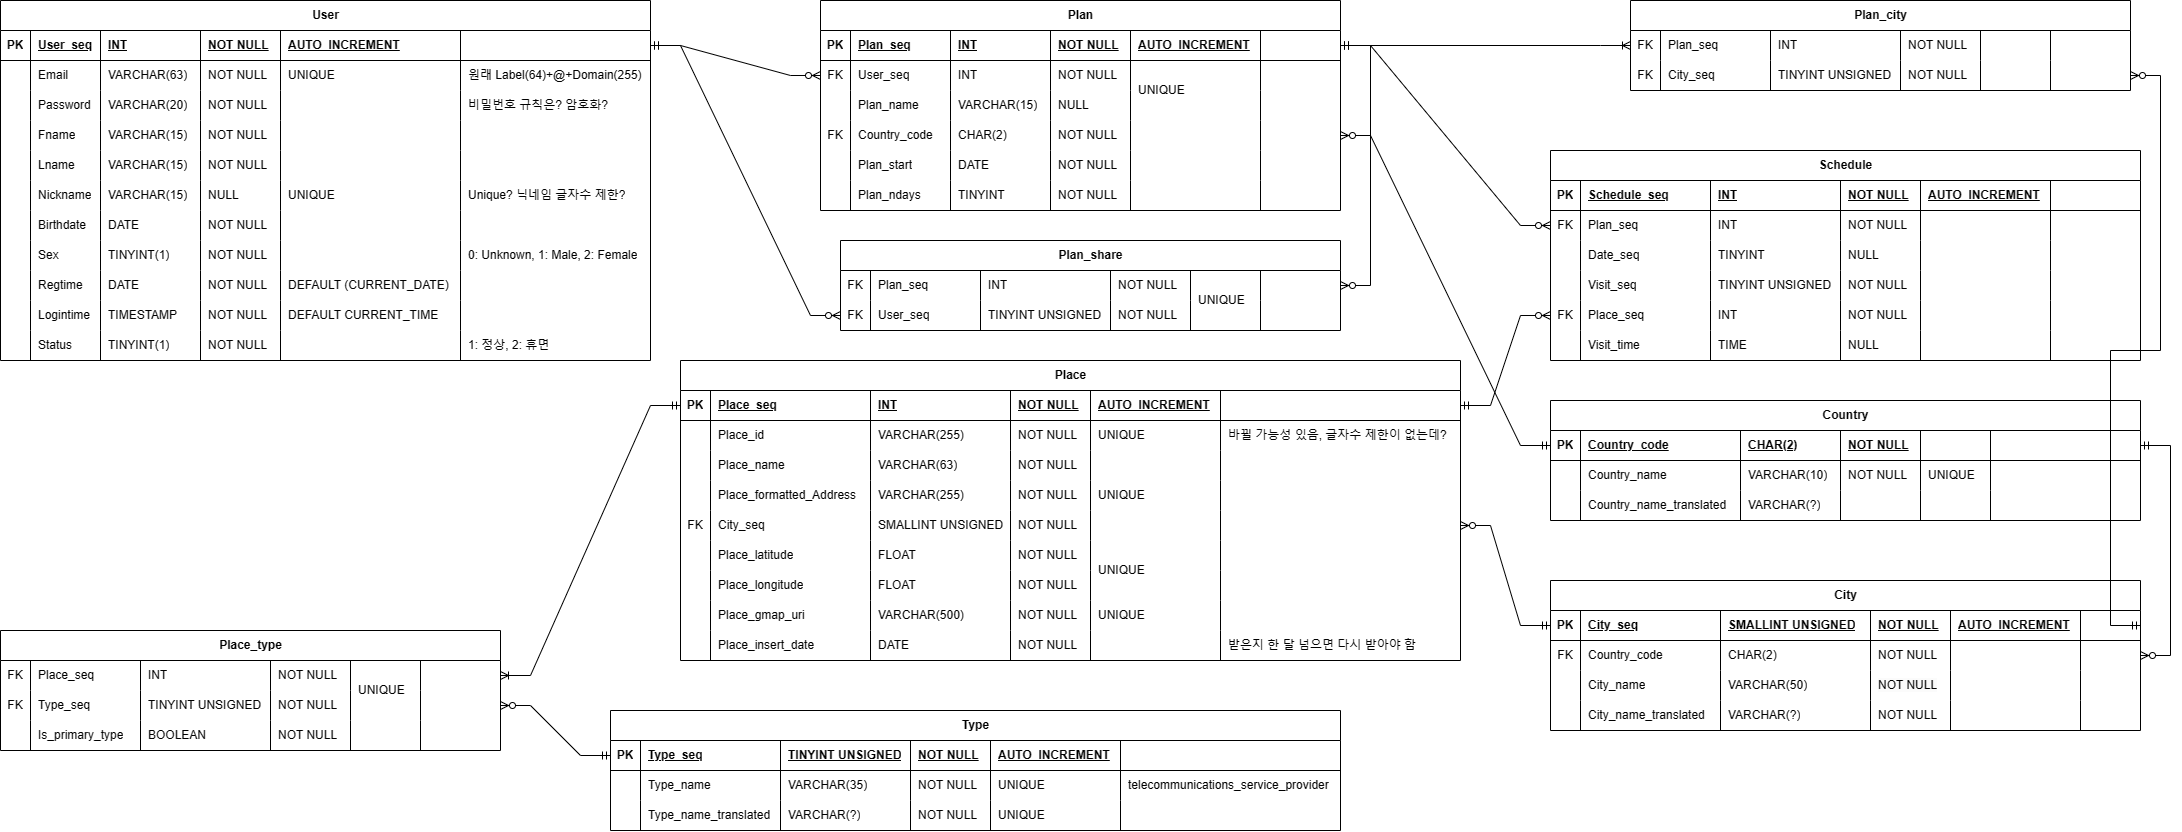 User
PK User_seq INT NOT NULL AUTO_INCREMENT
Email VARCHAR(63) NOT NULL UNIQUE 원래 Label(64)+@+Domain(255)
Password VARCHAR(20) NOT NULL 비밀번호 규칙은? 암호화?
Fname VARCHAR(15) NOT NULL
Lname VARCHAR(15) NOT NULL
Nickname VARCHAR(15) NULL UNIQUE Unique? 닉네임 글자수 제한?
Birthdate DATE NOT NULL
Sex TINYINT(1) NOT NULL 0: Unknown, 1: Male, 2: Female
Regtime DATE NOT NULL DEFAULT (CURRENT_DATE)
Logintime TIMESTAMP NOT NULL DEFAULT CURRENT_TIME
Status TINYINT(1) NOT NULL 1: 정상, 2: 휴면
Plan
PK Plan_seq INT NOT NULL AUTO_INCREMENT
FK User_seq INT NOT NULL
UNIQUE
Plan_name VARCHAR(15) NULL
FK Country_code CHAR(2) NOT NULL
Plan_start DATE NOT NULL
Plan_ndays TINYINT NOT NULL
Plan_city
FK Plan_seq INT NOT NULL
FK City_seq TINYINT UNSIGNED NOT NULL
Plan_share
FK Plan_seq INT NOT NULL
UNIQUE
FK User_seq TINYINT UNSIGNED NOT NULL
Schedule
PK Schedule_seq INT NOT NULL AUTO_INCREMENT
FK Plan_seq INT NOT NULL
Date_seq TINYINT NULL
Visit_seq TINYINT UNSIGNED NOT NULL
FK Place_seq INT NOT NULL
Visit_time TIME NULL
Place
PK Place_seq INT NOT NULL AUTO_INCREMENT
Place_id VARCHAR(255) NOT NULL UNIQUE 바뀔 가능성 있음, 글자수 제한이 없는데?
Place_name VARCHAR(63) NOT NULL
Place_formatted_Address VARCHAR(255) NOT NULL UNIQUE
FK City_seq SMALLINT UNSIGNED NOT NULL
Place_latitude FLOAT NOT NULL
UNIQUE
Place_longitude FLOAT NOT NULL
Place_gmap_uri VARCHAR(500) NOT NULL UNIQUE
Place_insert_date DATE NOT NULL 받은지 한 달 넘으면 다시 받아야 함
Country
PK Country_code CHAR(2) NOT NULL
Country_name VARCHAR(10) NOT NULL UNIQUE
Country_name_translated VARCHAR(?)
City
PK City_seq SMALLINT UNSIGNED NOT NULL AUTO_INCREMENT
FK Country_code CHAR(2) NOT NULL
City_name VARCHAR(50) NOT NULL
City_name_translated VARCHAR(?) NOT NULL
Place_type
FK Place_seq INT NOT NULL
UNIQUE
FK Type_seq TINYINT UNSIGNED NOT NULL
Is_primary_type BOOLEAN NOT NULL
Type
PK Type_seq TINYINT UNSIGNED NOT NULL AUTO_INCREMENT
Type_name VARCHAR(35) NOT NULL UNIQUE telecommunications_service_provider
Type_name_translated VARCHAR(?) NOT NULL UNIQUE